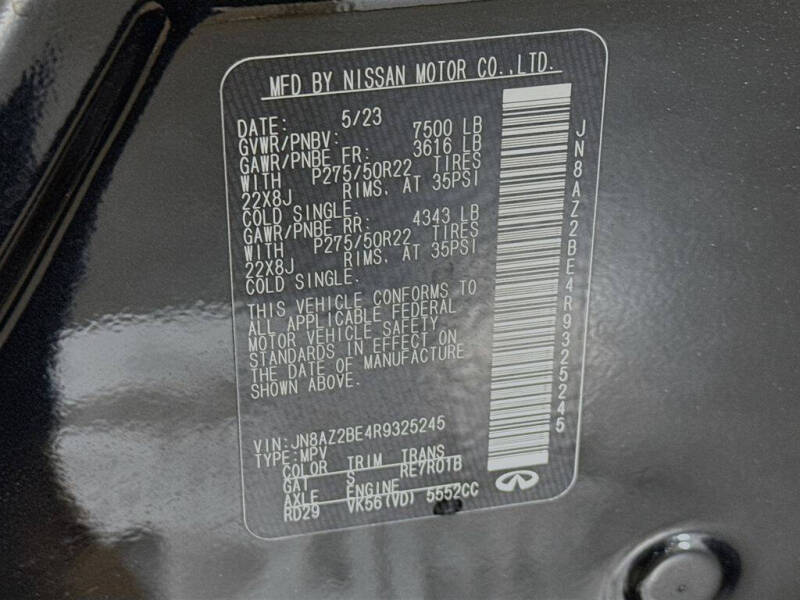 MFD BY NISSAN MOTOR CO.,LTD.
DATE: 5/23
GVWR/PNBV: 7500 LB
GAWR/PNBE FR: 3616 LB
WITH P275/50R22 TIRES
22X8J RIMS, AT 35PSI
COLD SINGLE.
GAWR/PNBE RR: 4343 LB
WITH P275/50R22 TIRES
22X8J RIMS, AT 35PSI
COLD SINGLE.
THIS VEHICLE CONFORMS TO
ALL APPLICABLE FEDERAL
MOTOR VEHICLE SAFETY
STANDARDS IN EFFECT ON
THE DATE OF MANUFACTURE
SHOWN ABOVE.
VIN:JN8AZ2BE4R9325245
TYPE:MPV
COLOR TRIM TRANS
GAT S RE7R01B
AXLE ENGINE
RD29 VK56(VD) 5552CC
JN8AZ2BE4R9325245